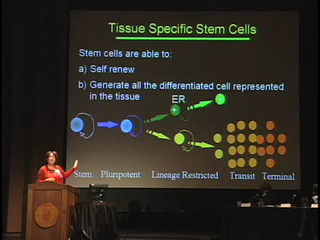 Tissue Specific Stem Cells
Stem cells are able to:
a) Self renew
b) Generate all the differentiated cell represented
in the tissue
ER
+
Stem Pluripotent Lineage Restricted Transit Terminal